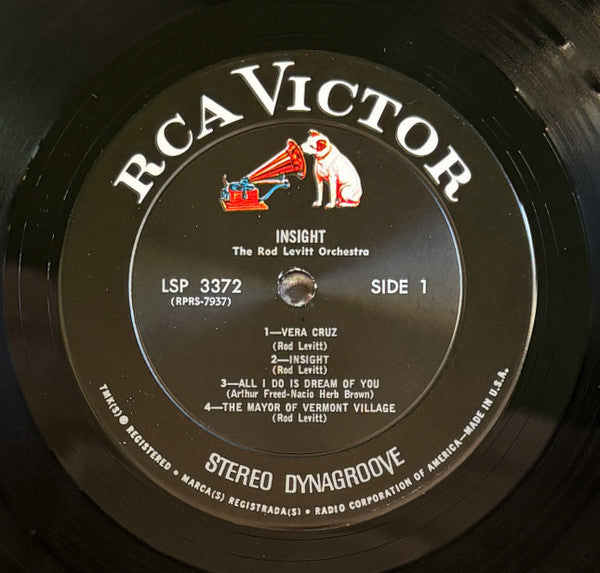 RCA VICTOR
INSIGHT
The Rod Levitt Orchestra
LSP 3372
(RPRS-7937)
SIDE 1
1—VERA CRUZ
(Rod Levitt)
2—INSIGHT
(Rod Levitt)
3—ALL I DO IS DREAM OF YOU
(Arthur Freed-Nacio Herb Brown)
4—THE MAYOR OF VERMONT VILLAGE
(Rod Levitt)
STEREO DYNAGROOVE
TMK(S) ® REGISTERED • MARCA(S) REGISTRADA(S) • RADIO CORPORATION OF AMERICA—MADE IN U.S.A.